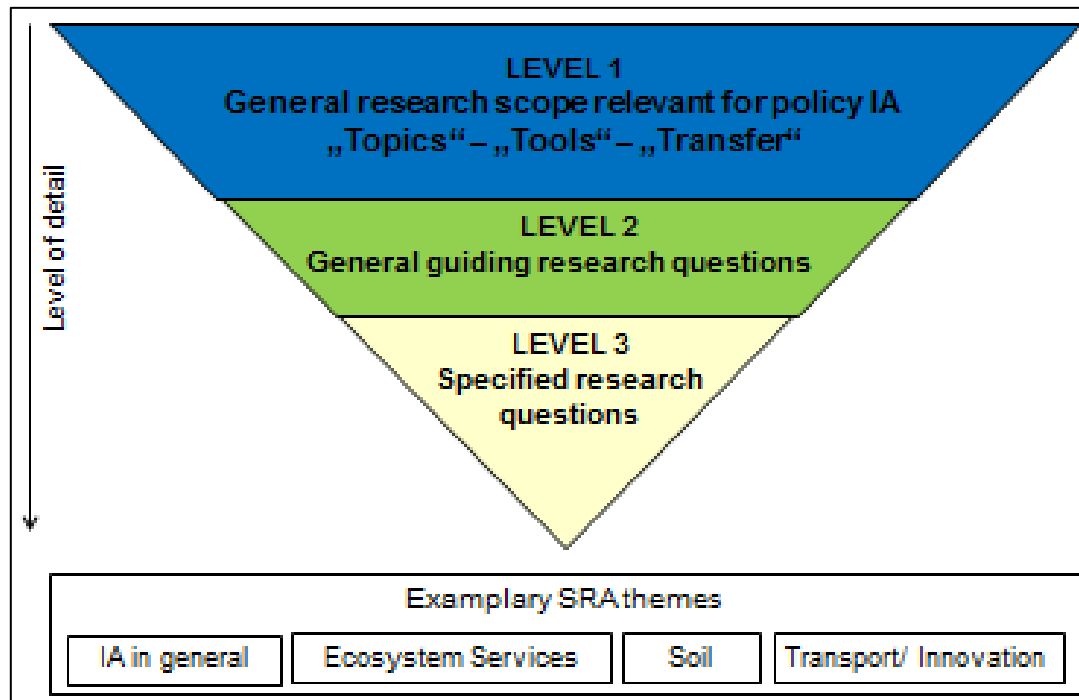 LEVEL 1
General research scope relevant for policy IA
„Topics“ – „Tools“ – „Transfer“
Level of detail
LEVEL 2
General guiding research questions
LEVEL 3
Specified research
questions
Examplary SRA themes
IA in general
Ecosystem Services
Soil
Transport/ Innovation